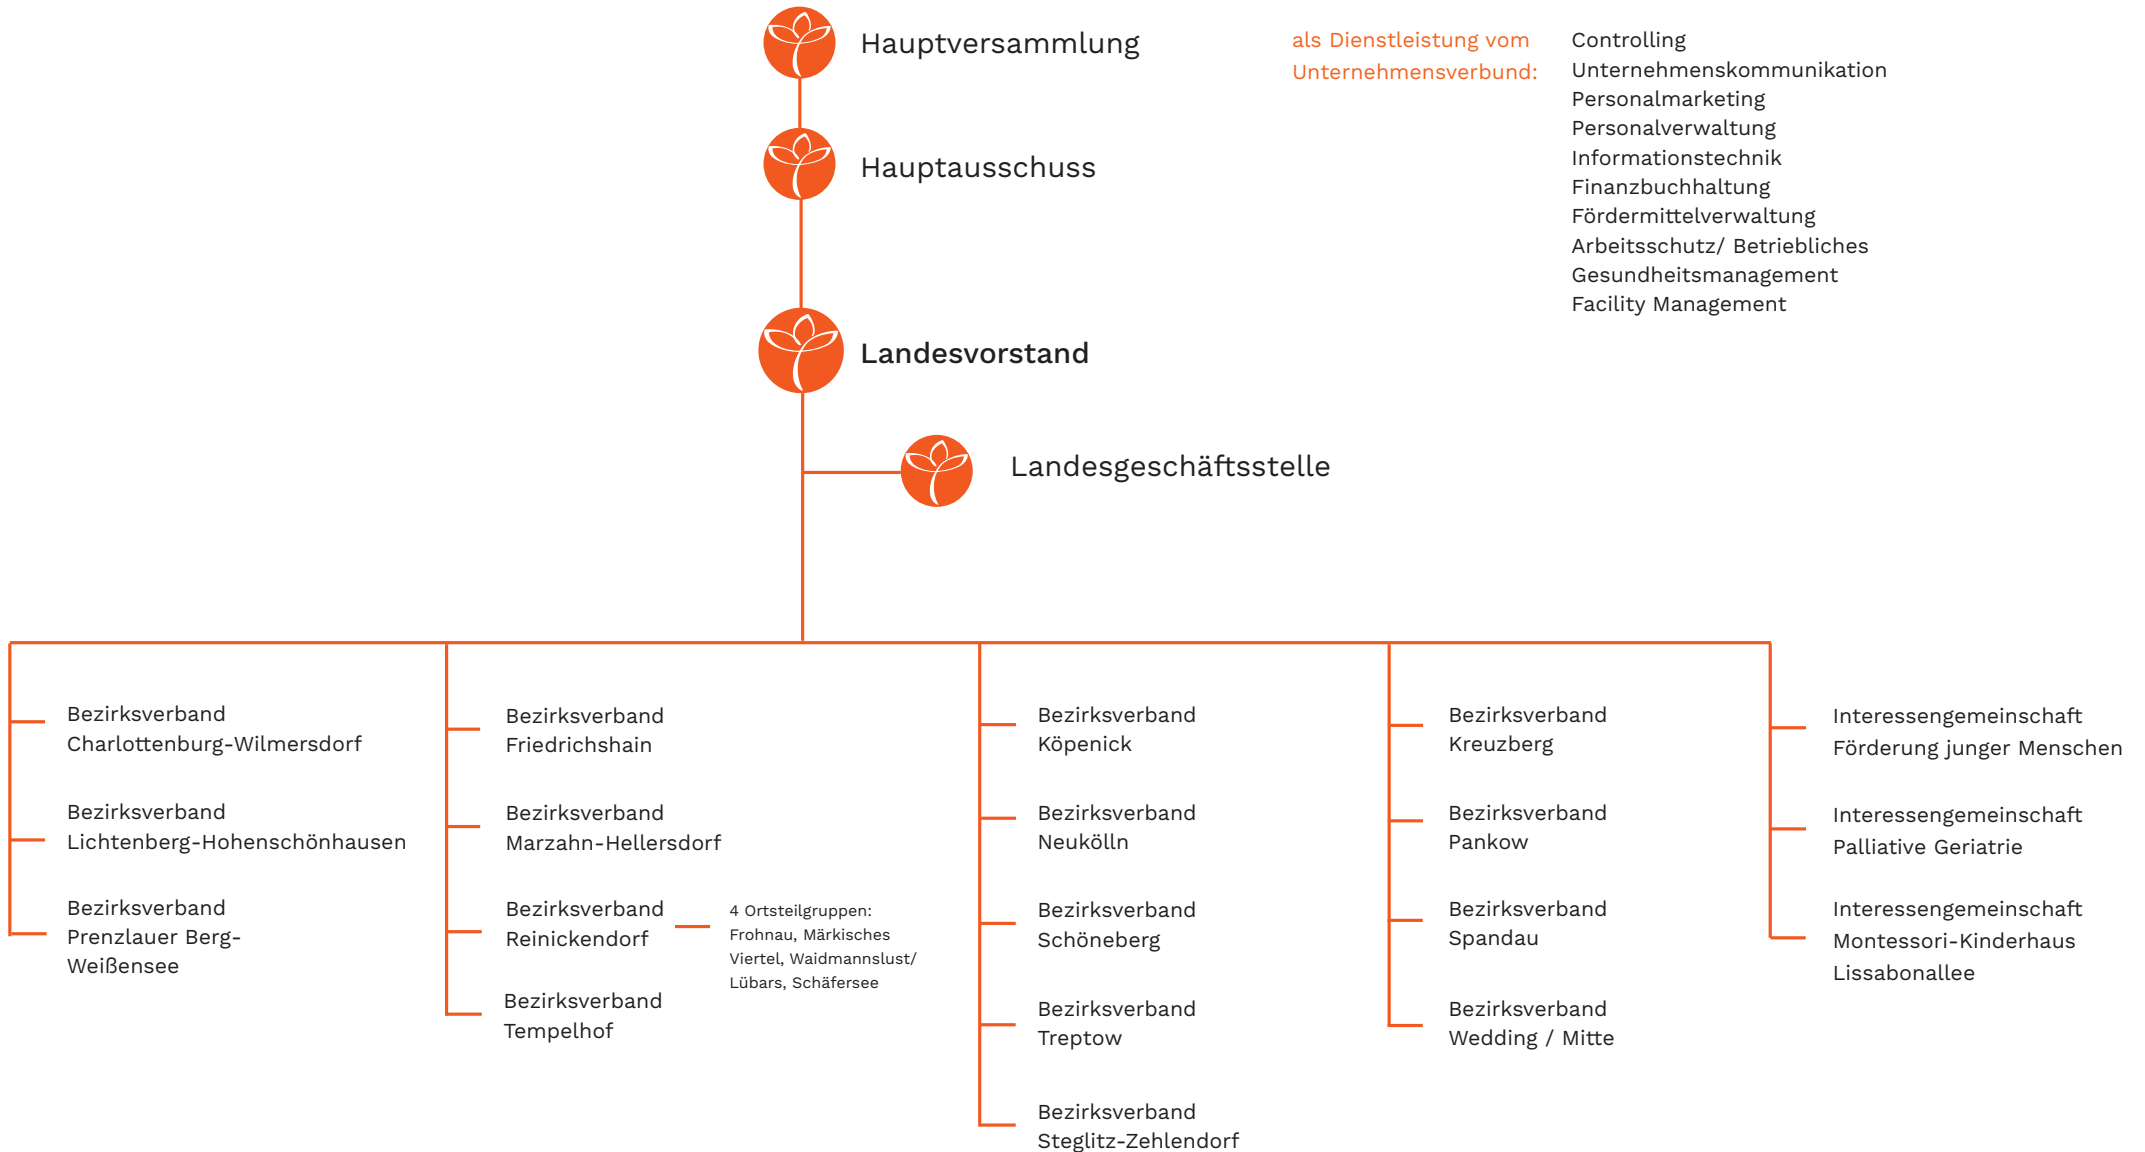 Hauptversammlung
Hauptausschuss
Landesvorstand
Landesgeschäftsstelle
als Dienstleistung vom
Unternehmensverbund:
Controlling
Unternehmenskommunikation
Personalmarketing
Personalverwaltung
Informationstechnik
Finanzbuchhaltung
Fördermittelverwaltung
Arbeitsschutz/ Betriebliches
Gesundheitsmanagement
Facility Management
Bezirksverband
Charlottenburg-Wilmersdorf
Bezirksverband
Lichtenberg-Hohenschönhausen
Bezirksverband
Prenzlauer Berg-
Weißensee
Bezirksverband
Friedrichshain
Bezirksverband
Marzahn-Hellersdorf
Bezirksverband
Reinickendorf
4 Ortsteilgruppen:
Frohnau, Märkisches
Viertel, Waidmannslust/
Lübars, Schäfersee
Bezirksverband
Tempelhof
Bezirksverband
Köpenick
Bezirksverband
Neukölln
Bezirksverband
Schöneberg
Bezirksverband
Treptow
Bezirksverband
Steglitz-Zehlendorf
Bezirksverband
Kreuzberg
Bezirksverband
Pankow
Bezirksverband
Spandau
Bezirksverband
Wedding / Mitte
Interessengemeinschaft
Förderung junger Menschen
Interessengemeinschaft
Palliative Geriatrie
Interessengemeinschaft
Montessori-Kinderhaus
Lissabonallee